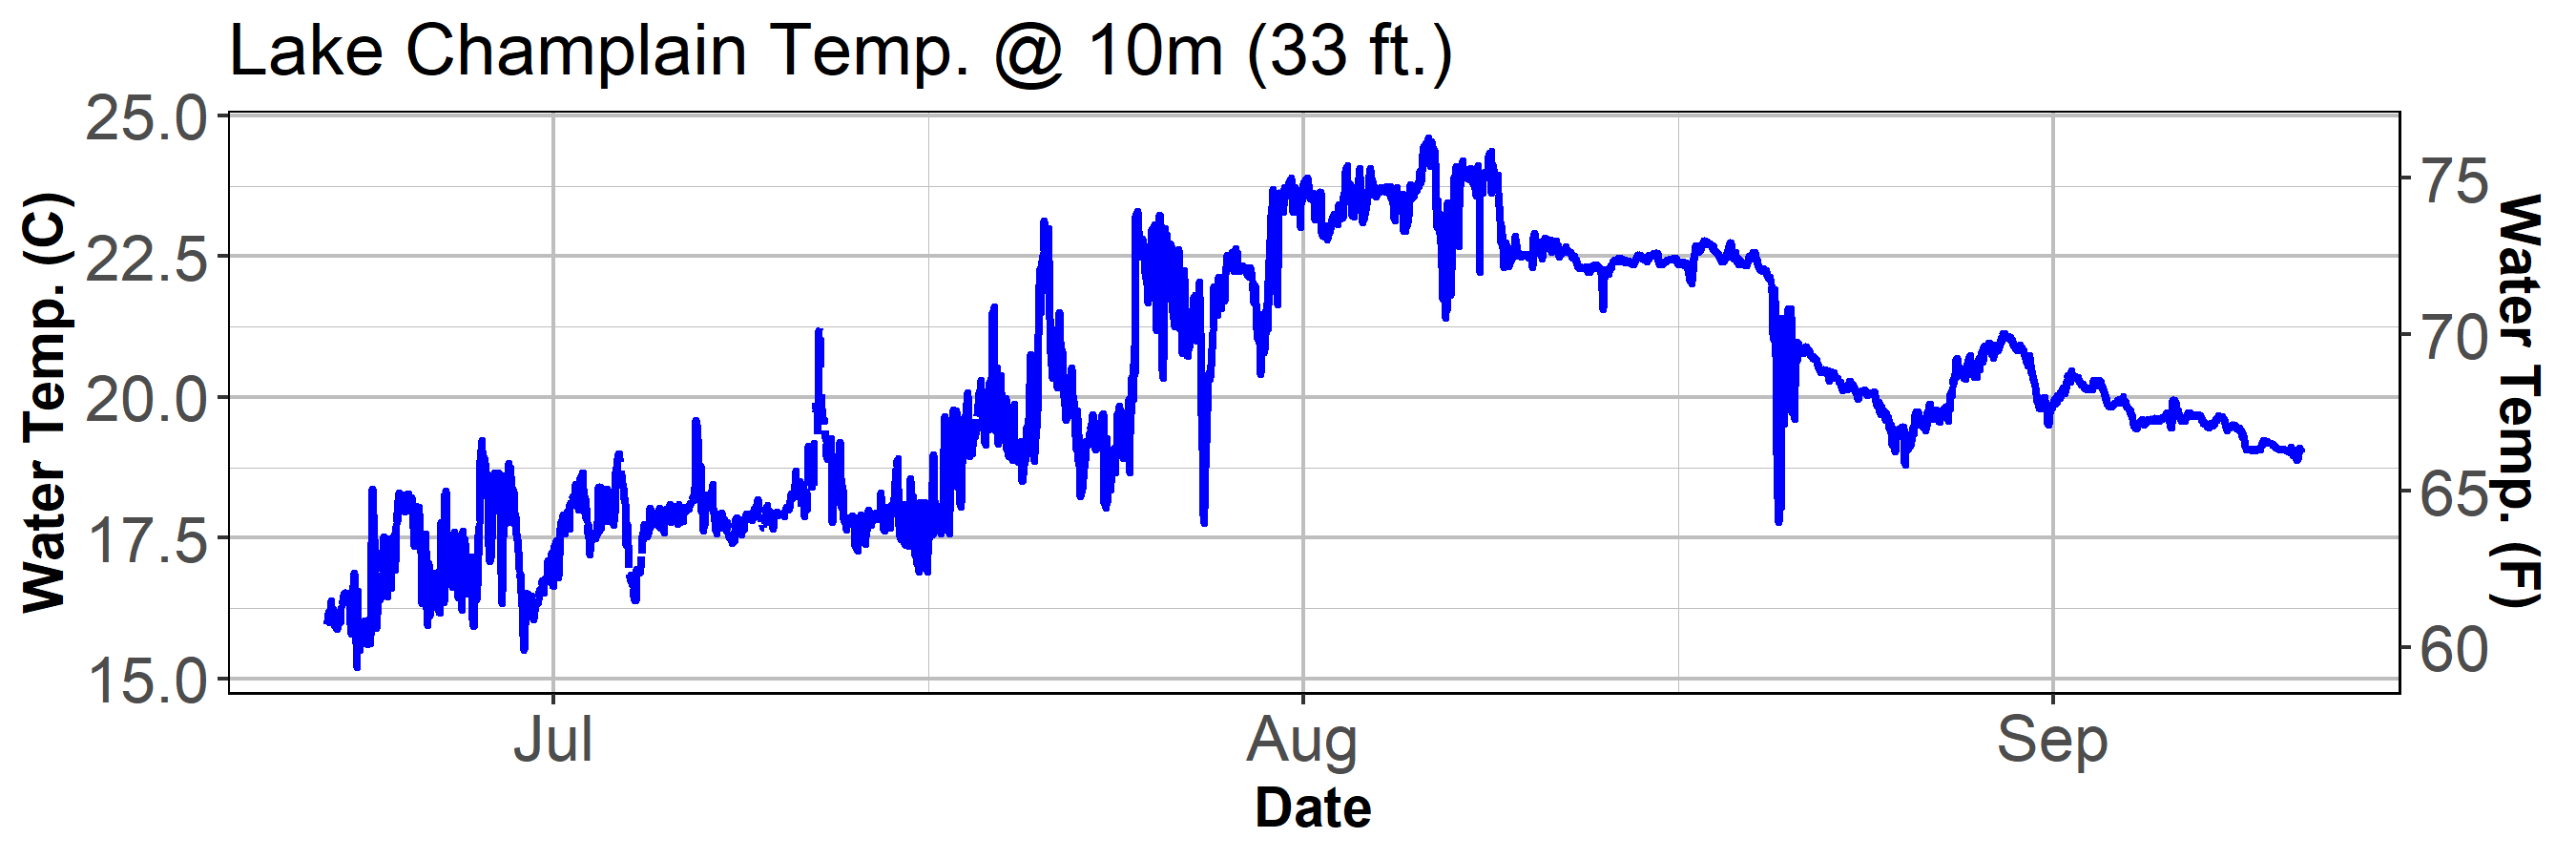 Lake Champlain Temp. @ 10m (33 ft.)
Water Temp. (C)
25.0
22.5
20.0
17.5
15.0
75
70
65
60
Water Temp. (F)
Jul
Aug
Sep
Date